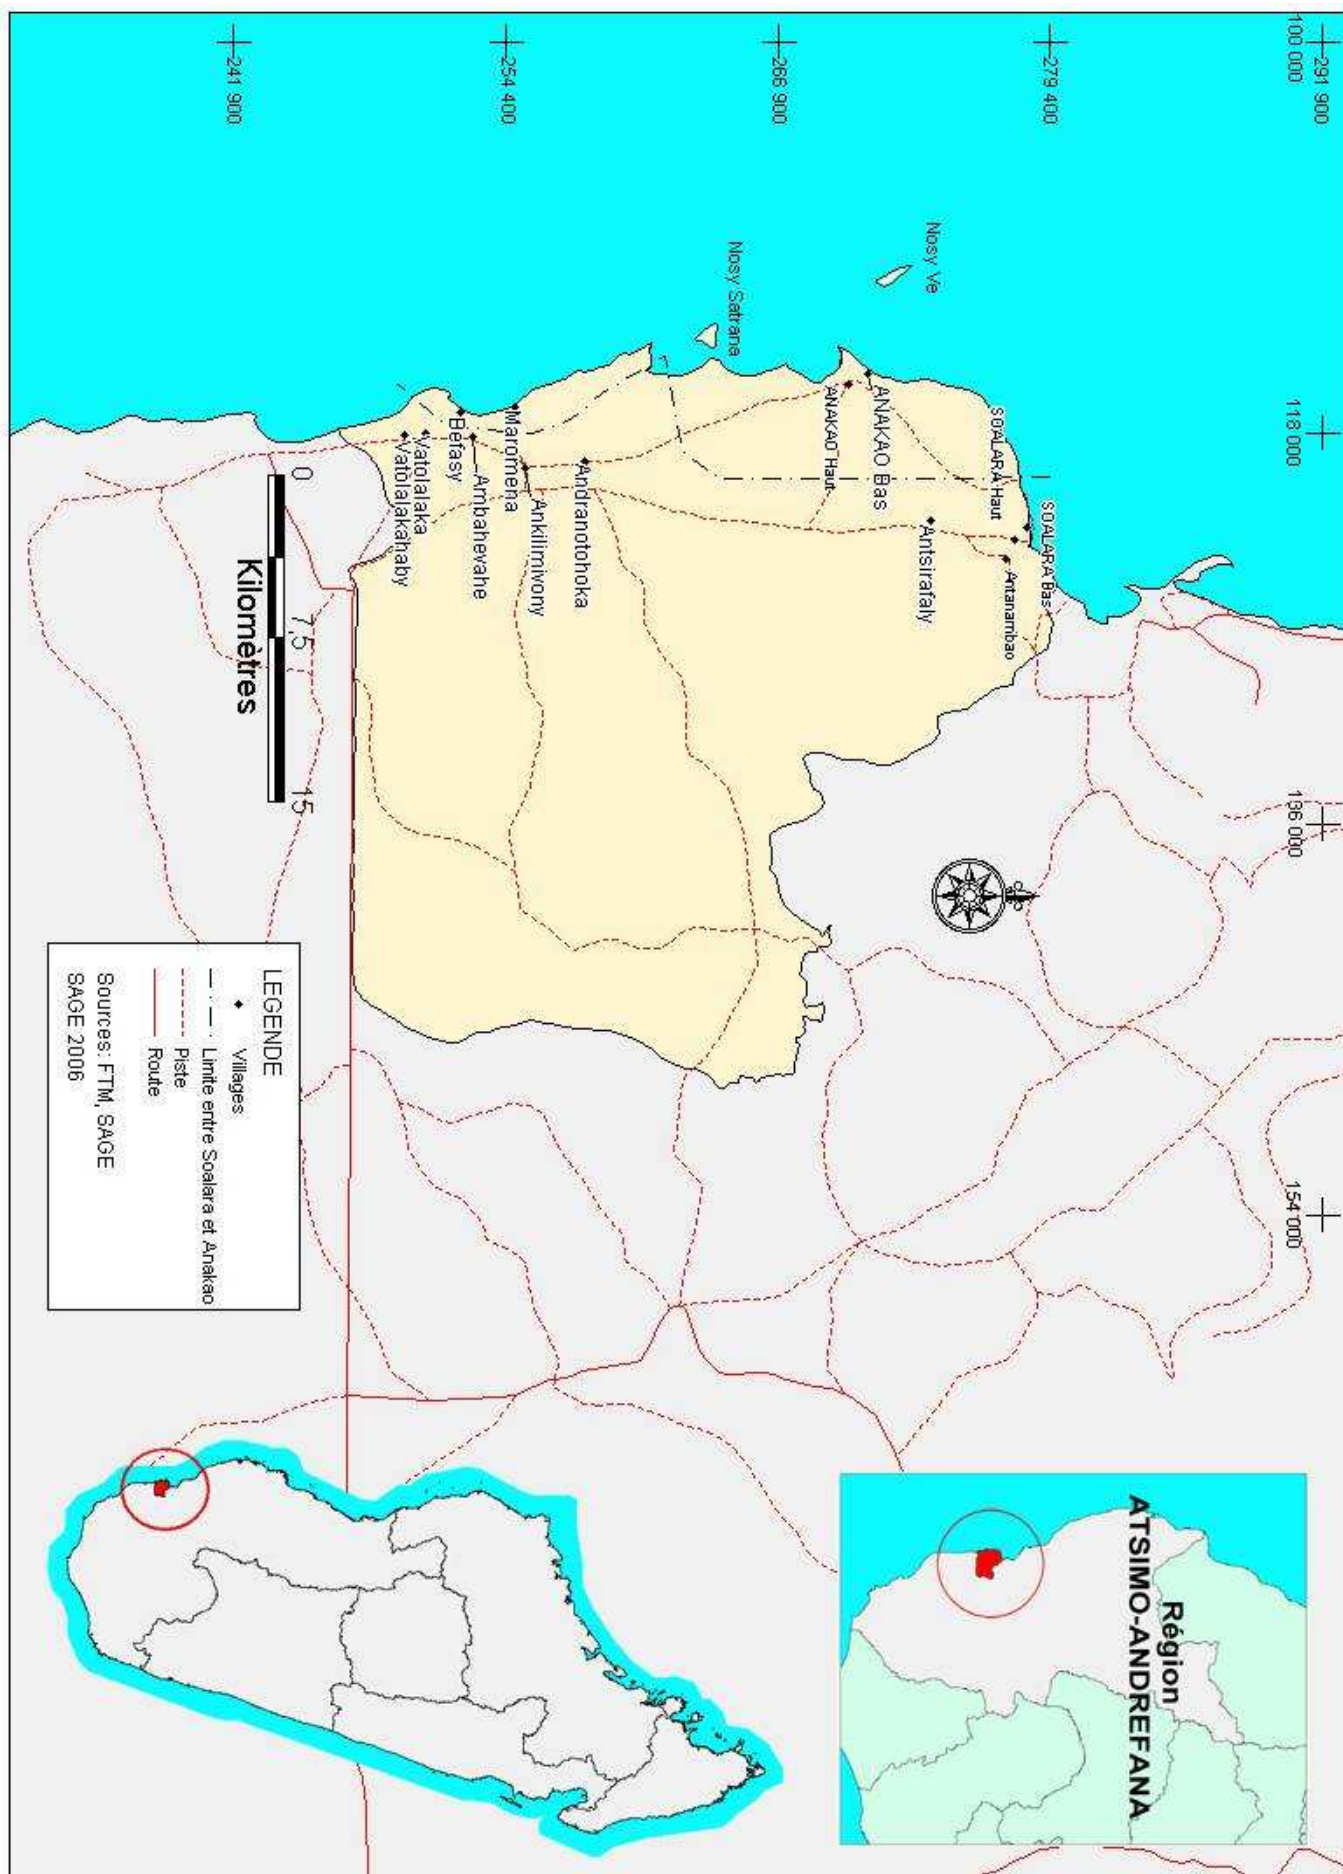 100 000
118 000
136 000
154 000
291 900
279 400
266 900
254 400
241 900
SOALARA Bas
SOALARA Haut
Antanambao
Nosy Ve
Antsirafaly
ANAKAO Bas
ANAKAO Haut
Nosy Satrana
Andranotohoka
Ankilimivony
Maromena
Ambahevahe
Befasy
Vatolalaka
Vatolalakahaby
0
7,5
15
Kilomètres
Région
ATSIMO-ANDREFANA
LEGENDE
Villages
Limite entre Soalara et Anakao
Piste
Route
Sources: FTM, SAGE
SAGE 2006